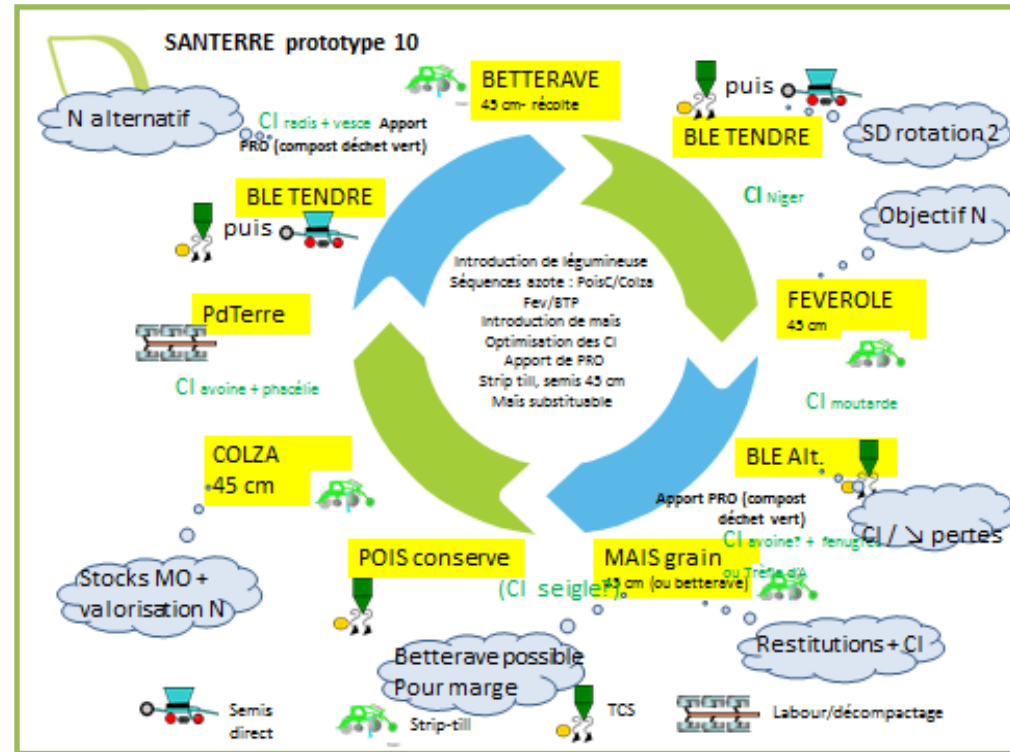 SANTERRE prototype 10
BETTERAVE
45 cm- récolte
puis
BLE TENDRE
SD rotation 2
CI Niger
Objectif N
FEVEROLE
45 cm
CI moutarde
BLE Alt.
Apport PRO (compost
déchet vert)
CI avoine? + fenugrec
ou Trèfle d'A
CI / ↘ pertes
MAIS grain
45 cm (ou betterave)
Restitutions + CI
(CI seigle?)
Betterave possible
Pour marge
POIS conserve
COLZA
45 cm
Stocks MO +
valorisation N
CI avoine + phacélie
PdTerre
puis
BLE TENDRE
CI radis + vesce Apport
PRO (compost déchet vert)
N alternatif
Introduction de légumineuse
Séquences azote : PoisC/Colza
Fev/BTP
Introduction de maïs
Optimisation des CI
Apport de PRO
Strip till, semis 45 cm
Maïs substituable
Semis
direct
Strip-till
TCS
Labour/décompactage